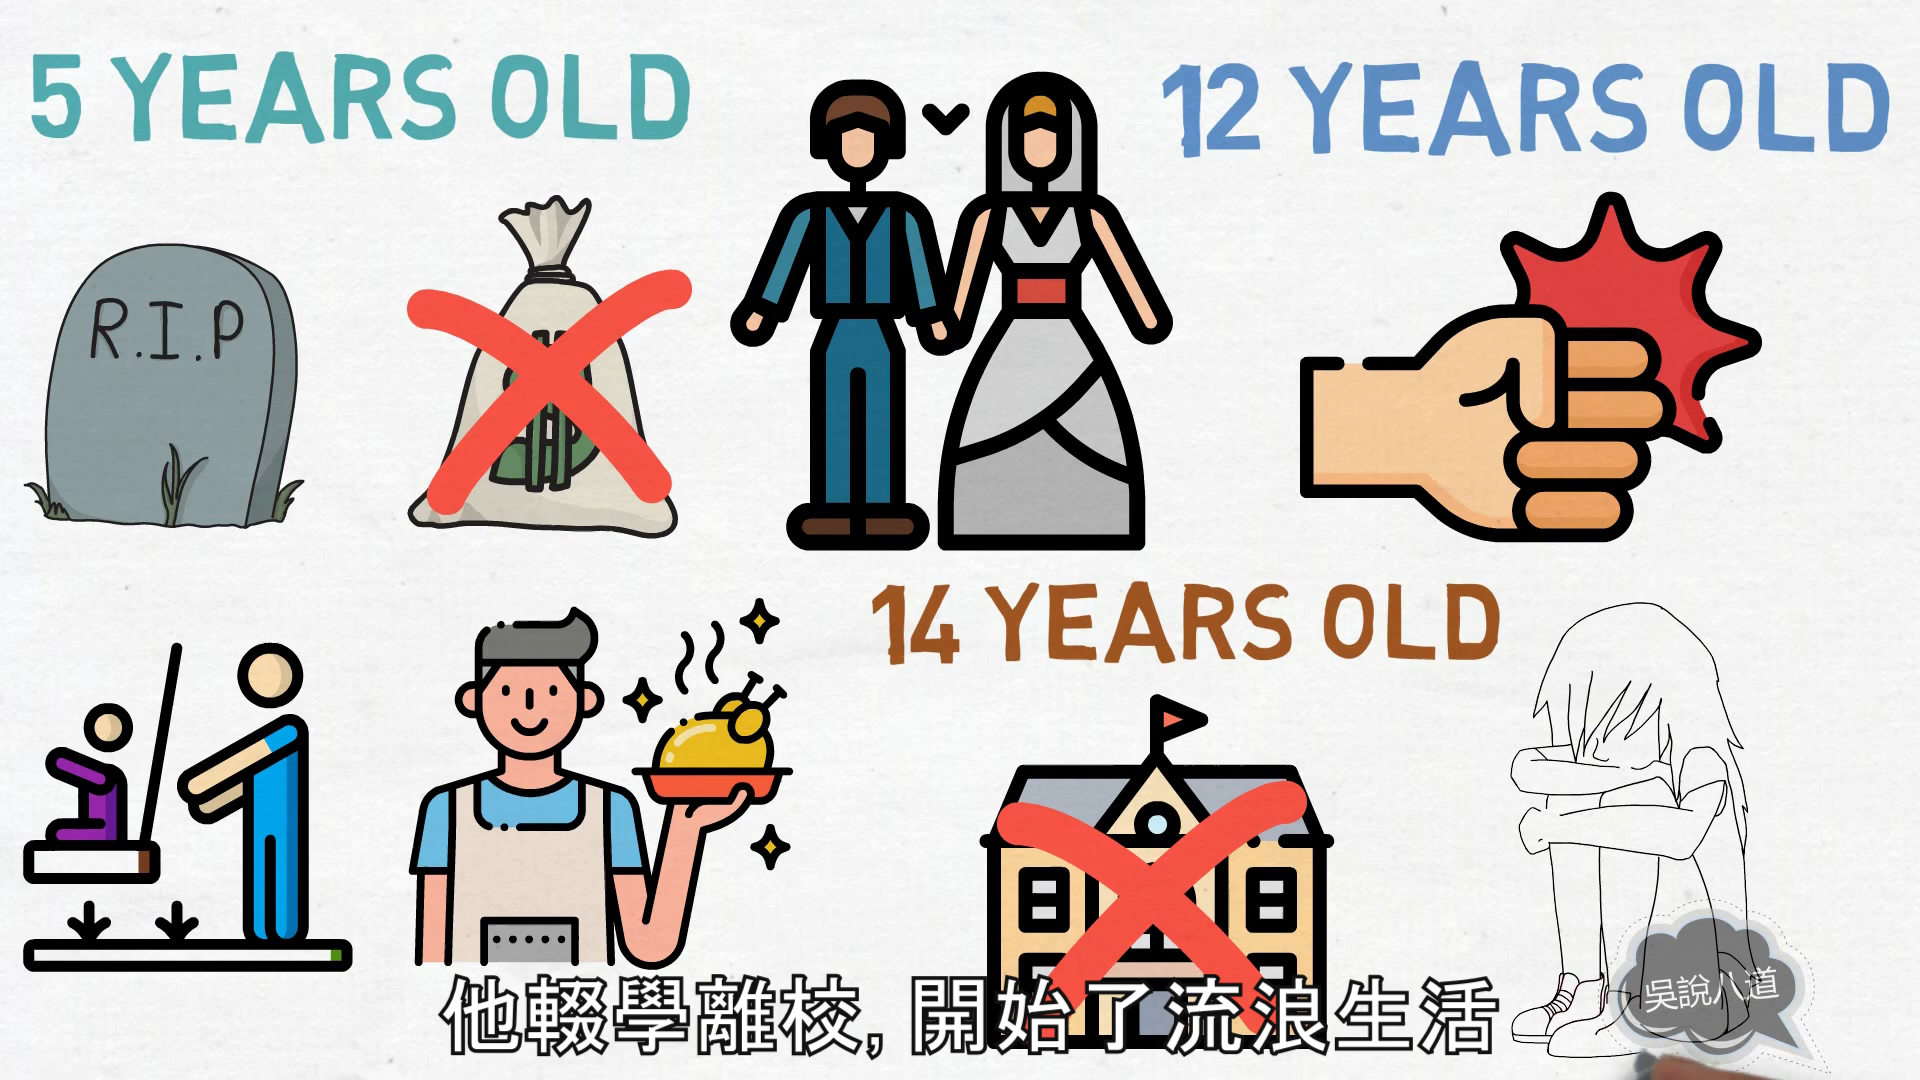 5 YEARS OLD
12 YEARS OLD
R.I.P
14 YEARS OLD
吳說八道
他輟學離校, 開始了流浪生活